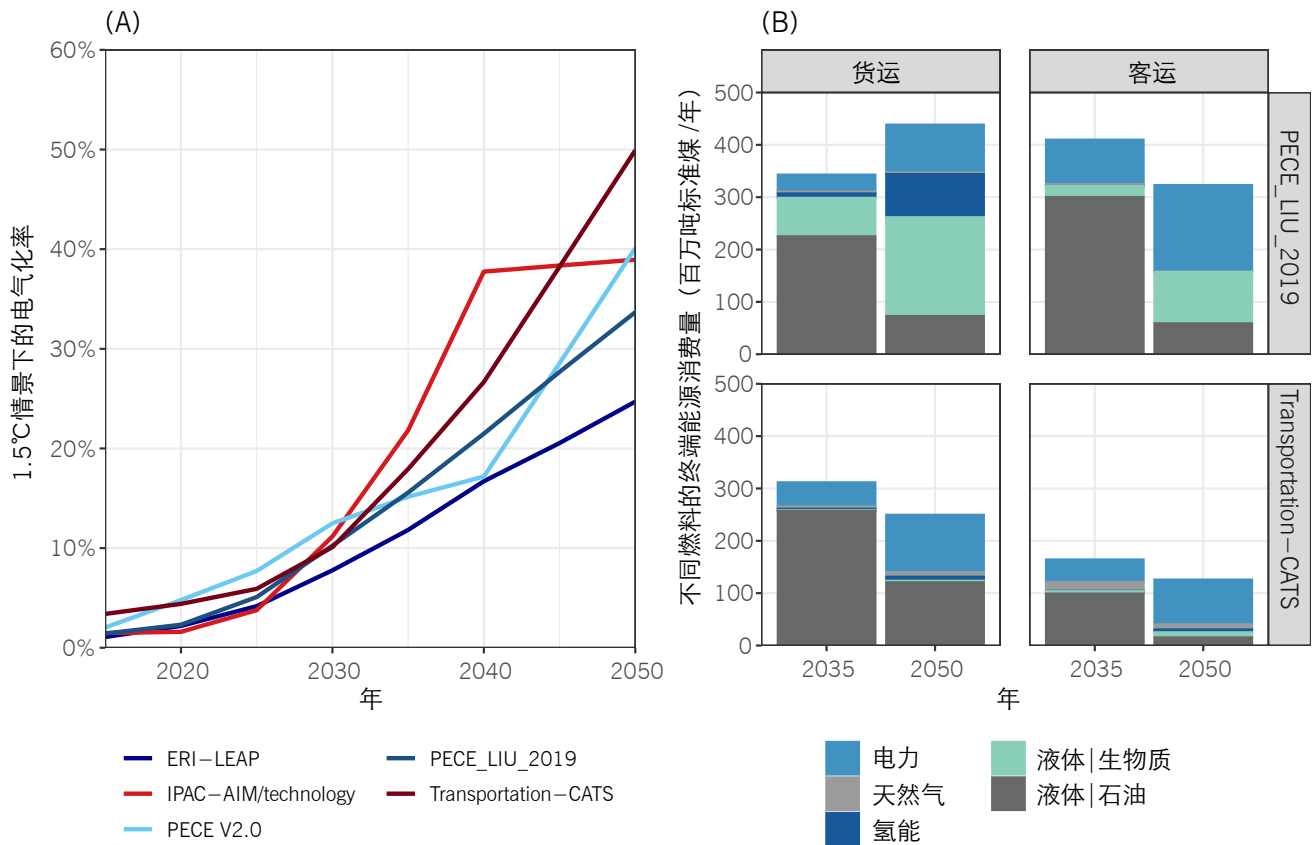 (A)
1.5℃情景下的电气化率
60%
50%
40%
30%
20%
10%
0%
2020
2030
2040
2050
年
ERI–LEAP
IPAC–AIM/technology
PECE V2.0
PECE_LIU_2019
Transportation–CATS
(B)
不同燃料的终端能源消费量（百万吨标准煤/年）
货运
客运
500
400
300
200
100
0
PECE_LIU_2019
500
400
300
200
100
0
Transportation–CATS
2035
2050
2035
2050
年
电力
天然气
氢能
液体|生物质
液体|石油